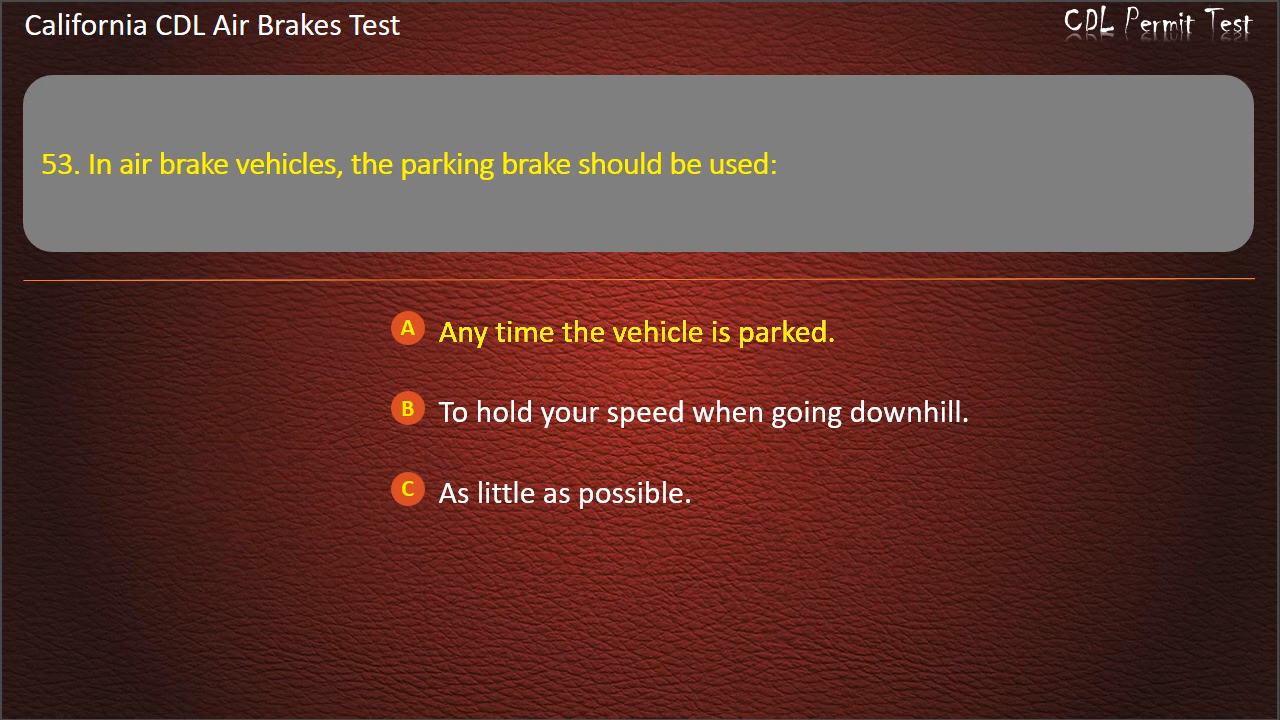 California CDL Air Brakes Test
CDL Permit Test
53. In air brake vehicles, the parking brake should be used:
A Any time the vehicle is parked.
B To hold your speed when going downhill.
C As little as possible.